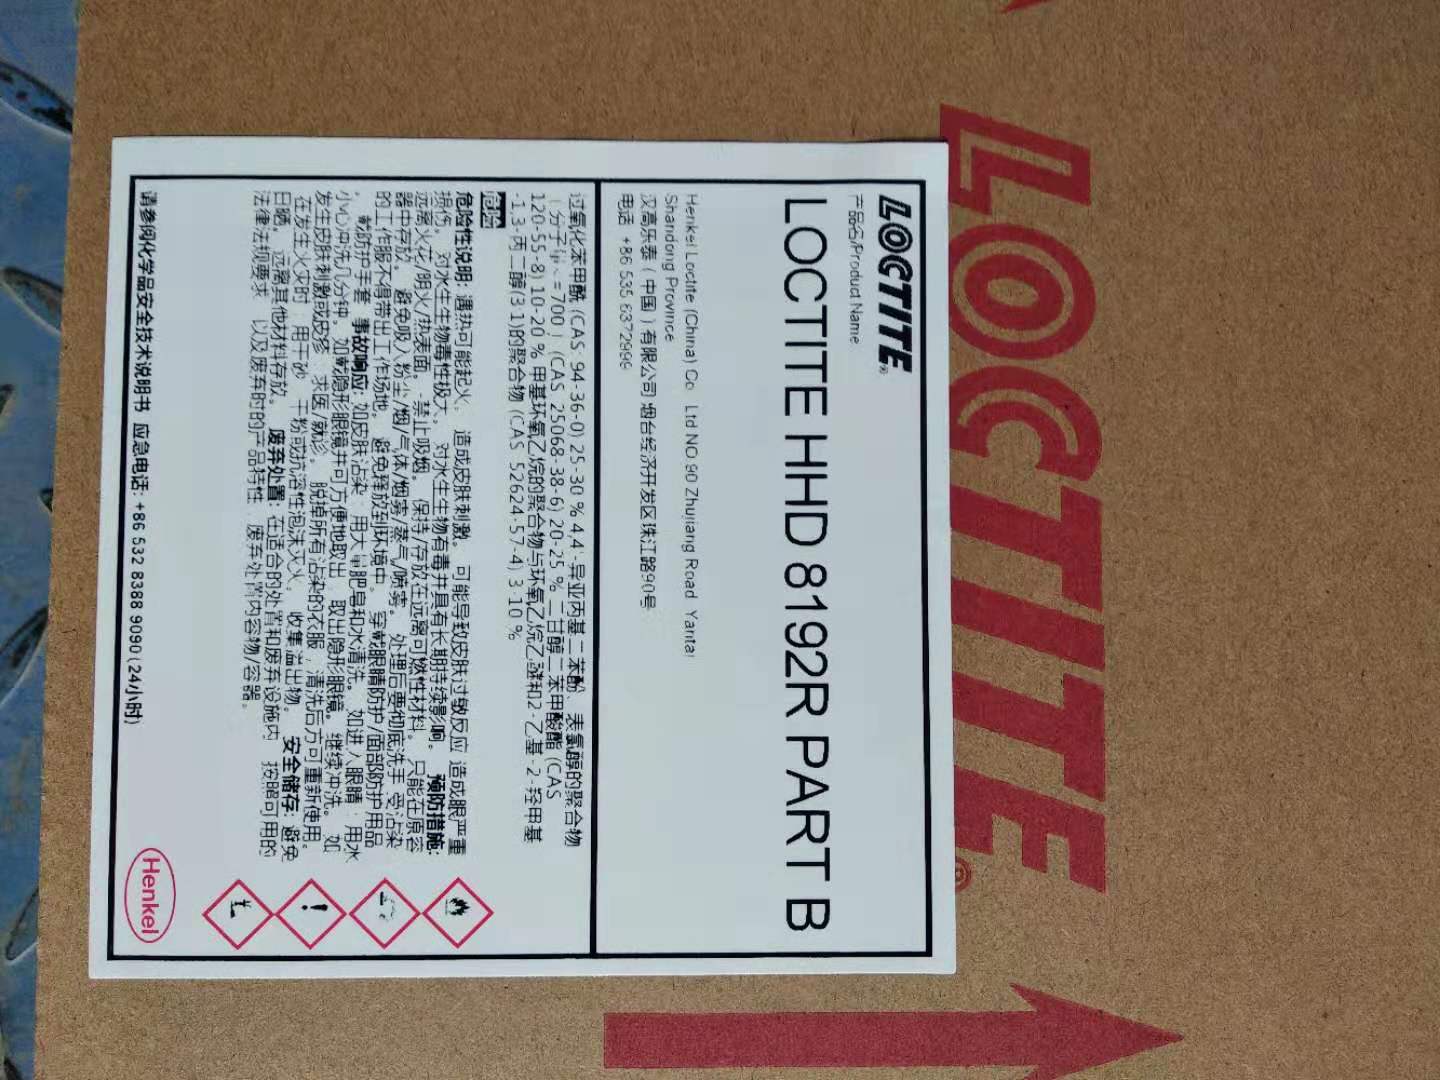 LOCTITE®
LOCTITE®
产品名/Product Name
LOCTITE HHD 8192R PART B
Henkel Loctite (China) Co Ltd NO 90 Zhujiang Road Yantai
Shandong Province
汉高乐泰（中国）有限公司 烟台经济开发区珠江路90号
电话 +86 535 6372999
过氧化苯甲酰 (CAS 94-36-0) 25-30 % 4,4'-异亚丙基二苯酚、表氯醇的聚合物
（分子量<=700）(CAS 25068-38-6) 20-25 % 二甘醇二苯甲酸酯 (CAS
120-55-8) 10-20 % 甲基环氧乙烷的聚合物与环氧乙烷乙醚和2-乙基-2-羟甲基
-1,3-丙二醇(3 1)的聚合物 (CAS 52624-57-4) 3 10 %
危险
危险性说明: 遇热可能起火. 造成皮肤刺激. 可能导致皮肤过敏反应 造成眼严重
损伤. 对水生生物毒性极大. 对水生生物有毒并具有长期持续影响. 预防措施:
远离火花/明火/热表面. -禁止吸烟. 保持/存放在远离可燃性材料. 只能在原容
器中存放. 避免吸入粉尘/烟/气体/烟雾/蒸气/喷雾. 处理后要彻底洗手 受沾染
的工作服不得带出工作场地. 避免释放到环境中. 穿戴眼睛防护/面部防护用品
. 戴防护手套 事故响应: 如皮肤沾染 用大量肥皂和水清洗. 如进入眼睛 用水
小心冲洗几分钟. 如戴隐形眼镜并可方便地取出 取出隐形眼镜. 继续冲洗. 如
发生皮肤刺激或皮疹 求医/就诊. 脱掉所有沾染的衣服, 清洗后方可重新使用.
在发生火灾时 用干砂 干粉或抗溶性泡沫灭火. 收集溢出物. 安全储存: 避免
日晒. 远离其他材料存放. 废弃处置: 在适合的处置和废弃设施内 按照可用的
法律法规要求 以及废弃时的产品特性 废弃处置内容物/容器.
请参阅化学品安全技术说明书 应急电话: +86 532 8388 9090 (24小时)
Henkel